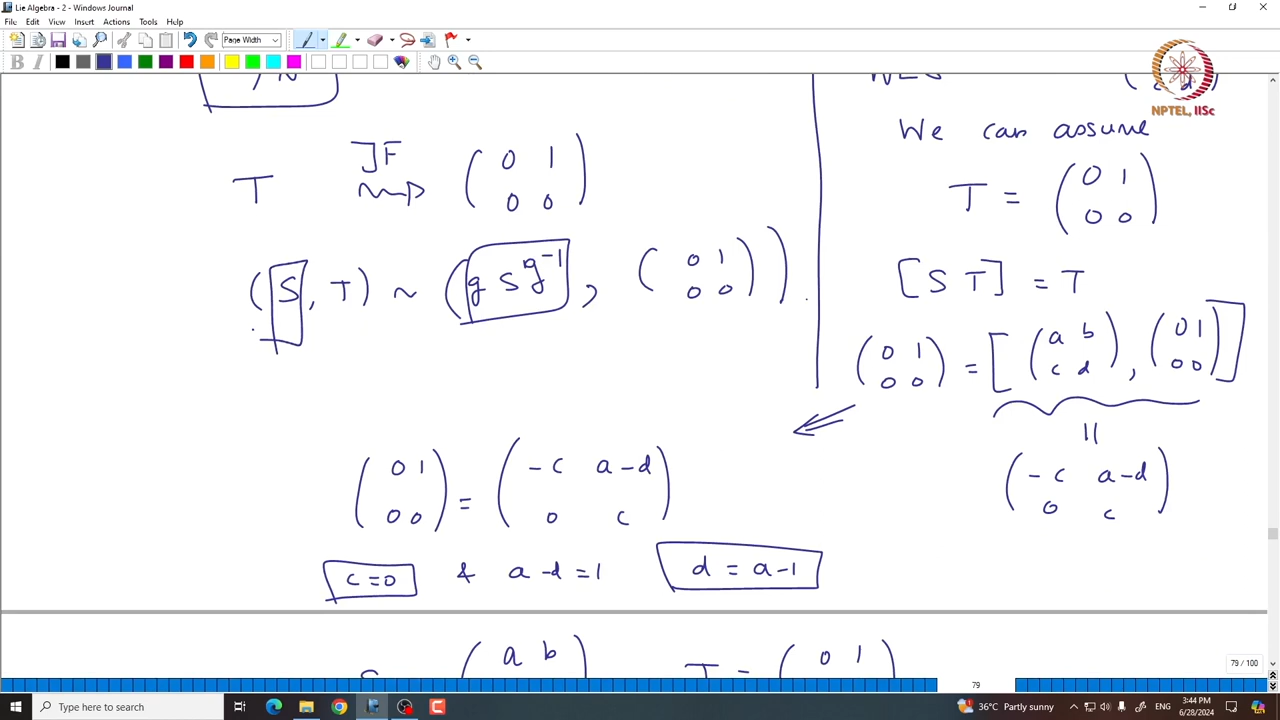 Lie Algebra - 2 - Windows Journal
File Edit View Insert Actions Tools Help
Page Width
B I
NPTEL, IISc
T JF ⇝ ( 0 1
0 0 )
(S, T) ~ (g S g⁻¹, ( 0 1
0 0 )).
( c d )
We can assume
T = ( 0 1
0 0 )
[S T] = T
( 0 1
0 0 ) = [ ( a b
c d ), ( 0 1
0 0 ) ]
||
( -c a-d
0 c )
( 0 1
0 0 ) = ( -c a-d
0 c )
c = 0 & a - d = 1 d = a-1
( a b T = ( 0 1 )
79 / 100
79
Type here to search
36°C Partly sunny
ENG
3:44 PM
6/28/2024